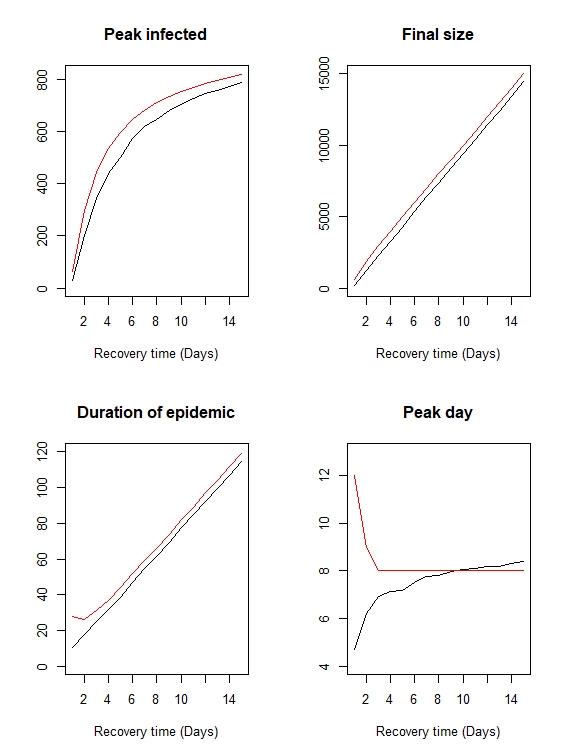 Peak infected
0 200 400 600 800
2 4 6 8 10 14
Recovery time (Days)
Final size
0 5000 10000 15000
2 4 6 8 10 14
Recovery time (Days)
Duration of epidemic
0 20 40 60 80 100 120
2 4 6 8 10 14
Recovery time (Days)
Peak day
4 6 8 10 12
2 4 6 8 10 14
Recovery time (Days)